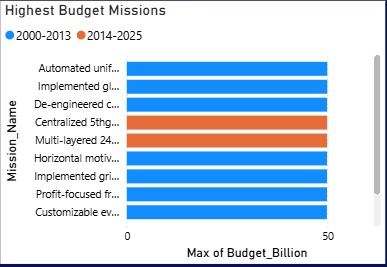 Highest Budget Missions
2000-2013 2014-2025
Mission_Name
Automated unif...
Implemented gl...
De-engineered c...
Centralized 5thg...
Multi-layered 24...
Horizontal motiv...
Implemented gri...
Profit-focused fr...
Customizable ev...
0 50
Max of Budget_Billion